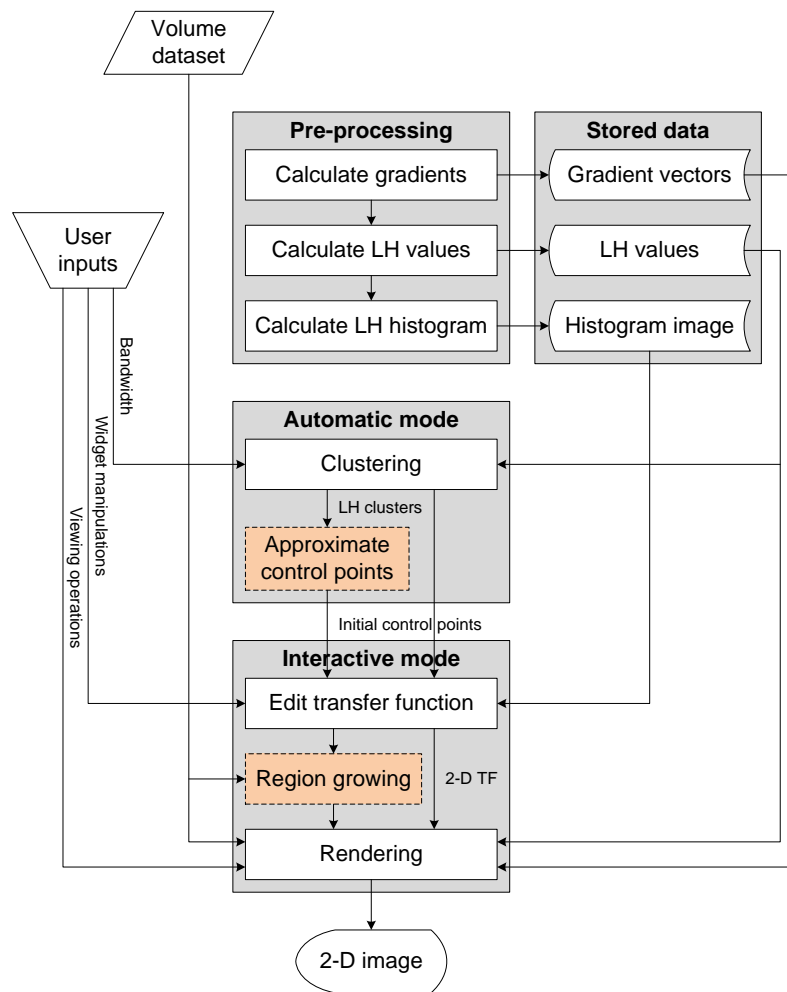 Volume
dataset
Pre-processing
Stored data
Calculate gradients
Gradient vectors
User
inputs
Calculate LH values
LH values
Calculate LH histogram
Histogram image
Bandwidth
Widget manipulations
Viewing operations
Automatic mode
Clustering
LH clusters
Approximate
control points
Initial control points
Interactive mode
Edit transfer function
Region growing
2-D TF
Rendering
2-D image